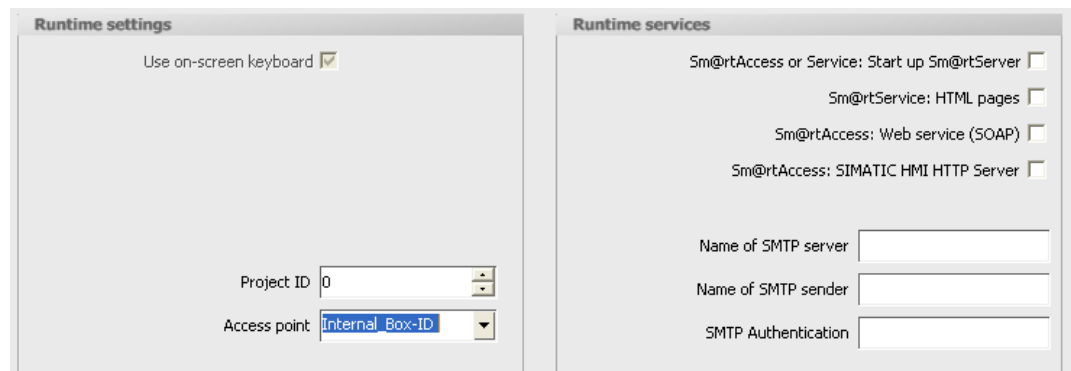 Runtime settings
Use on-screen keyboard
Project ID 0
Access point Internal_Box-ID
Runtime services
Sm@rtAccess or Service: Start up Sm@rtServer
Sm@rtService: HTML pages
Sm@rtAccess: Web service (SOAP)
Sm@rtAccess: SIMATIC HMI HTTP Server
Name of SMTP server
Name of SMTP sender
SMTP Authentication